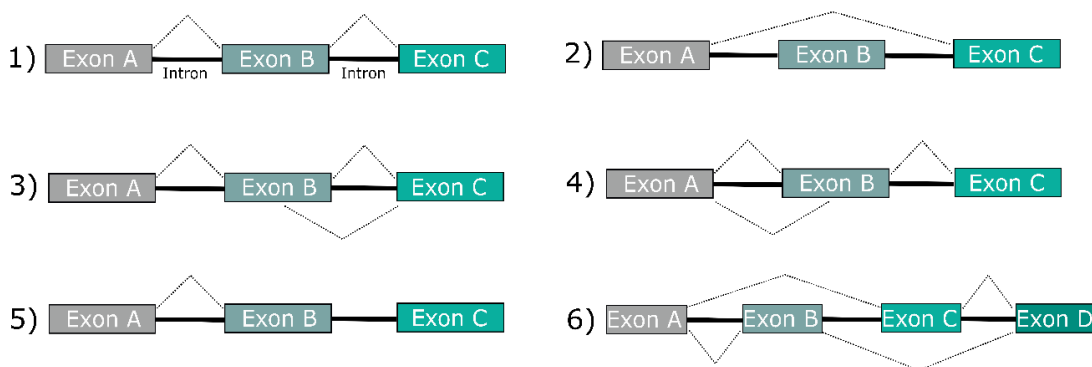 1) Exon A Intron Exon B Intron Exon C
2) Exon A Exon B Exon C
3) Exon A Exon B Exon C
4) Exon A Exon B Exon C
5) Exon A Exon B Exon C
6) Exon A Exon B Exon C Exon D